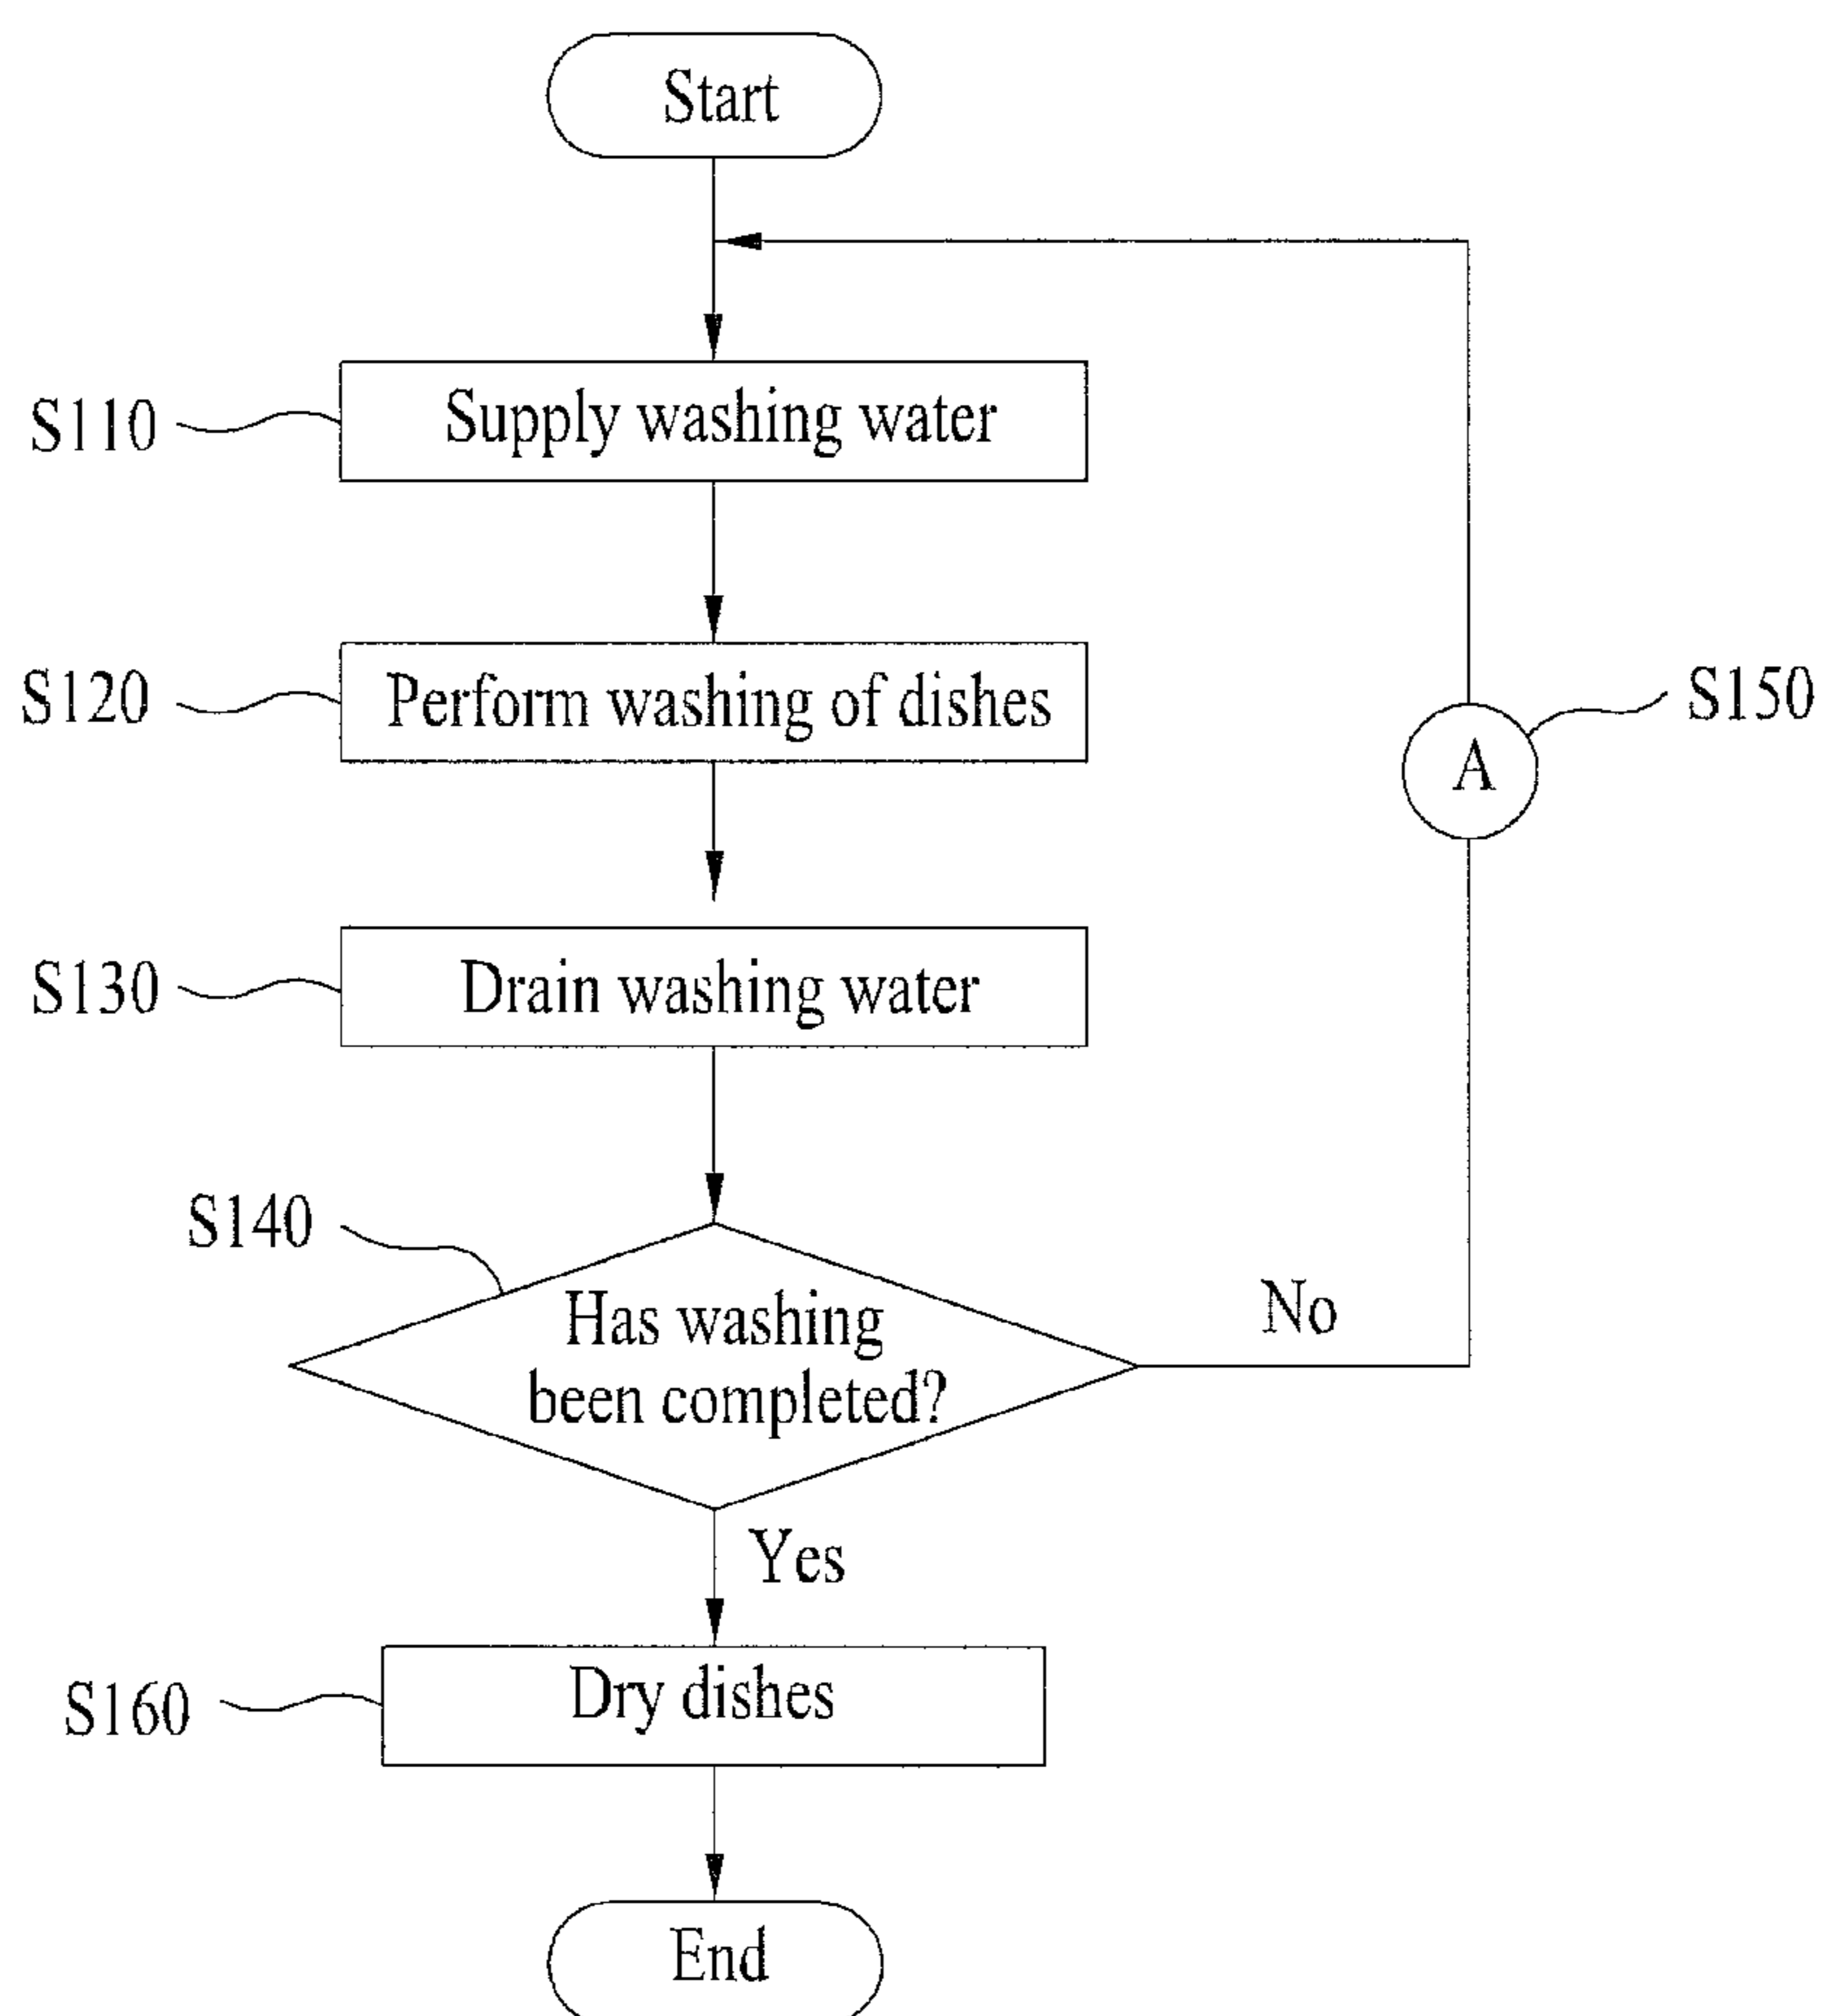 Start
S110
Supply washing water
S120
Perform washing of dishes
S150
A
S130
Drain washing water
S140
Has washing
been completed?
No
Yes
S160
Dry dishes
End